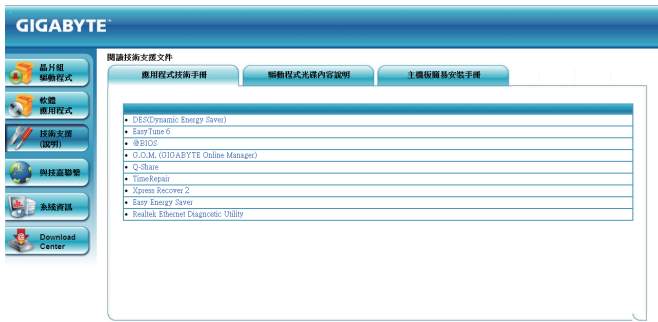 GIGABYTE
閱讀技術支援文件
晶片組
驅動程式
軟體
應用程式
技術支援
(說明)
與技嘉聯繫
系統資訊
Download
Center
應用程式技術手冊
驅動程式光碟內容說明
主機板簡易安裝手冊
• DES(Dynamic Energy Saver)
• EasyTune 6
• @BIOS
• G.O.M. (GIGABYTE Online Manager)
• Q-Share
• TimeRepair
• Xpress Recover 2
• Easy Energy Saver
• Realtek Ethernet Diagnostic Utility